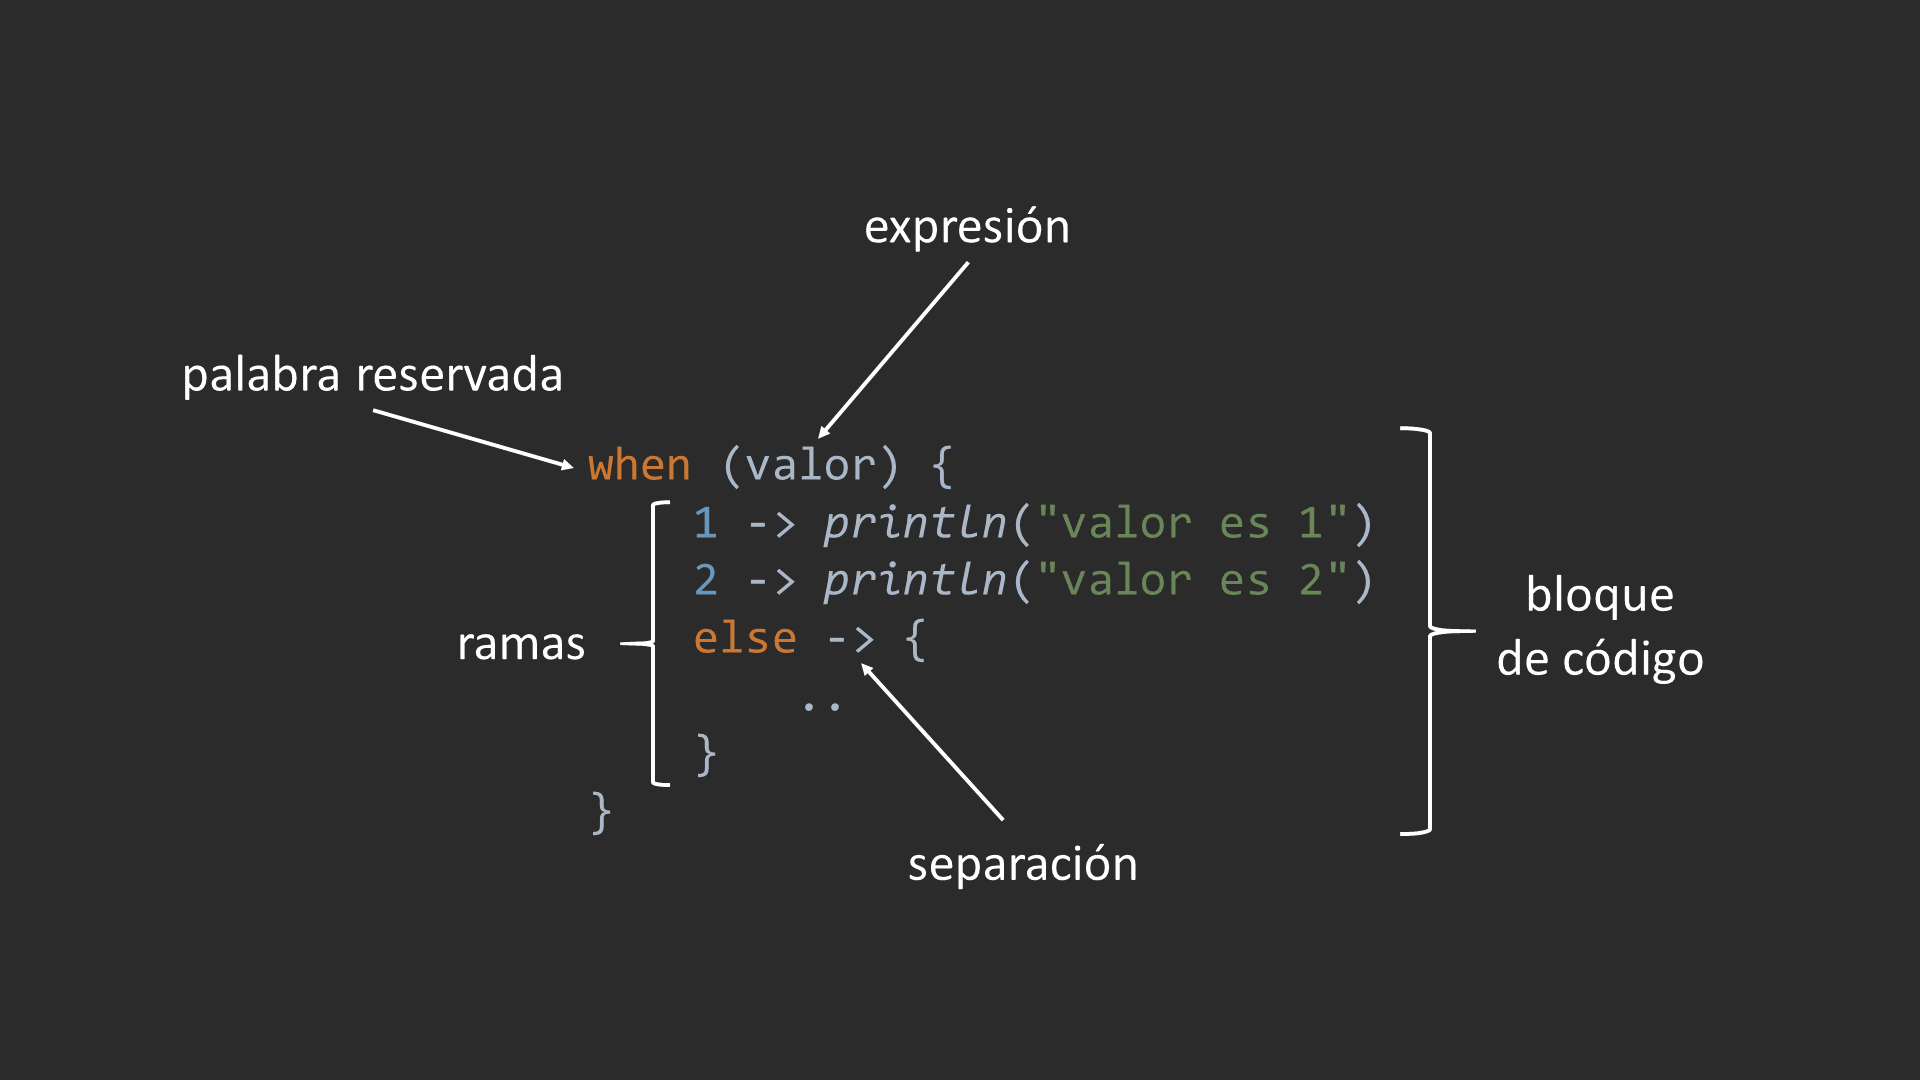 expresión
palabra reservada
when (valor) {
1 -> println("valor es 1")
2 -> println("valor es 2")
else -> {
..
}
}
ramas
bloque
de código
separación